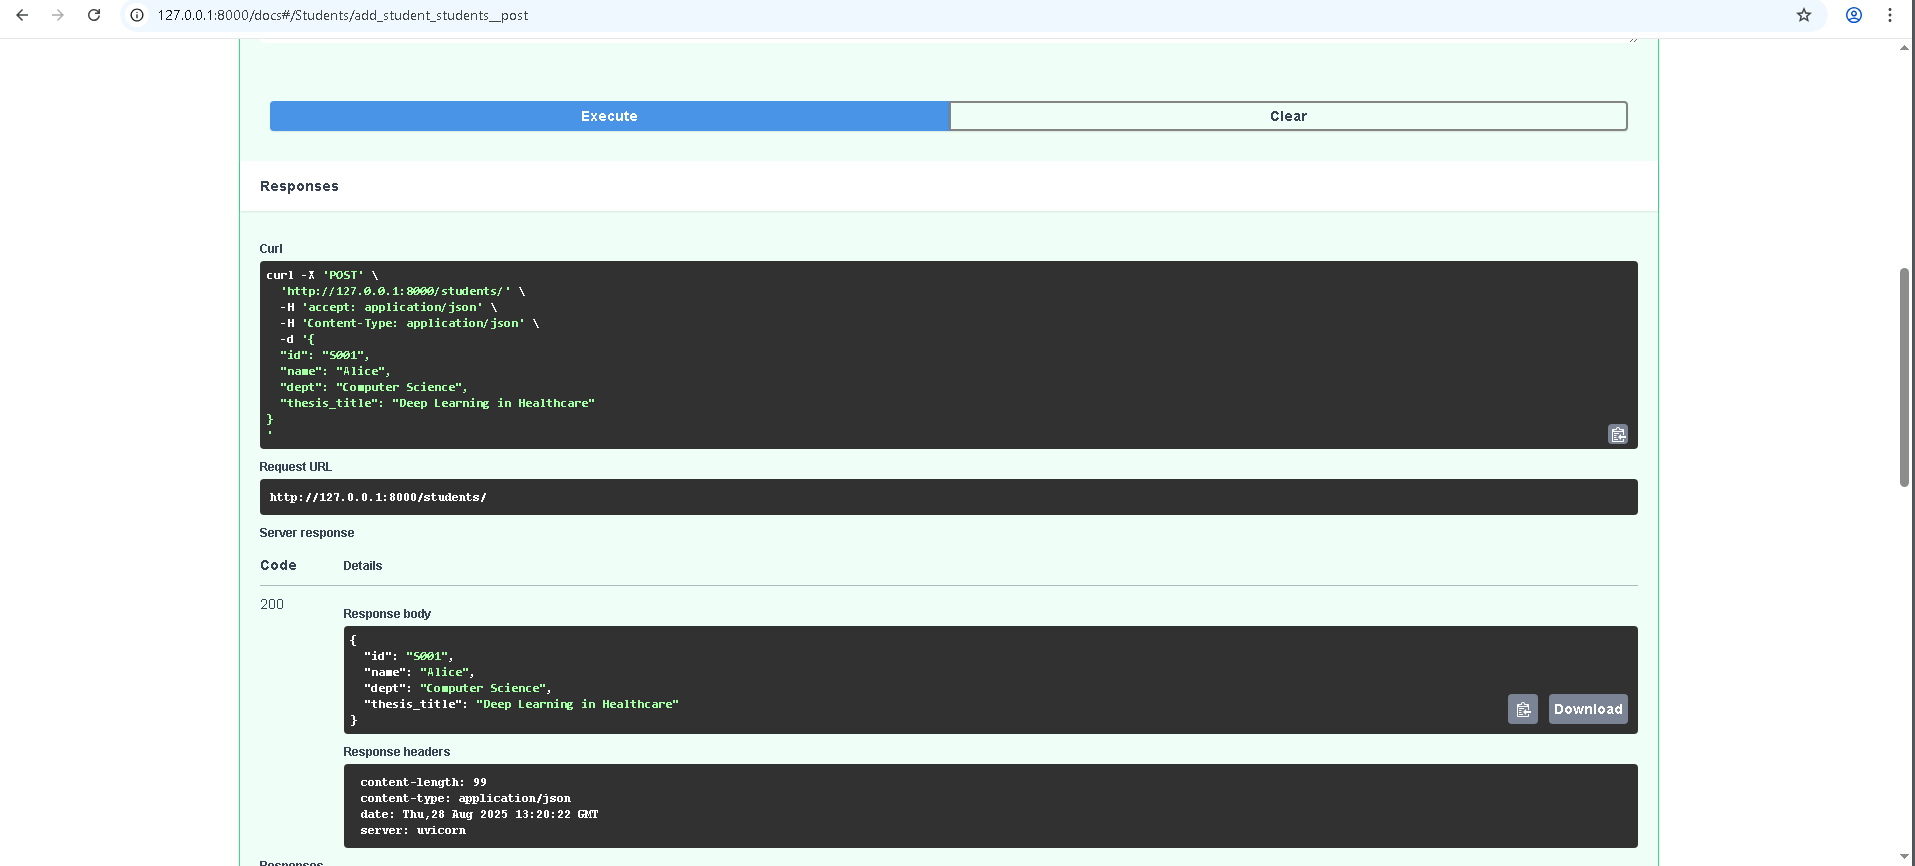 127.0.0.1:8000/docs#/Students/add_student_students__post
Execute
Clear
Responses
Curl
curl -X 'POST' \
'http://127.0.0.1:8000/students/' \
-H 'accept: application/json' \
-H 'Content-Type: application/json' \
-d '{
"id": "S001",
"name": "Alice",
"dept": "Computer Science",
"thesis_title": "Deep Learning in Healthcare"
}
'
Request URL
http://127.0.0.1:8000/students/
Server response
Code
Details
200
Response body
{
"id": "S001",
"name": "Alice",
"dept": "Computer Science",
"thesis_title": "Deep Learning in Healthcare"
}
Download
Response headers
content-length: 99
content-type: application/json
date: Thu,28 Aug 2025 13:20:22 GMT
server: uvicorn
Responses